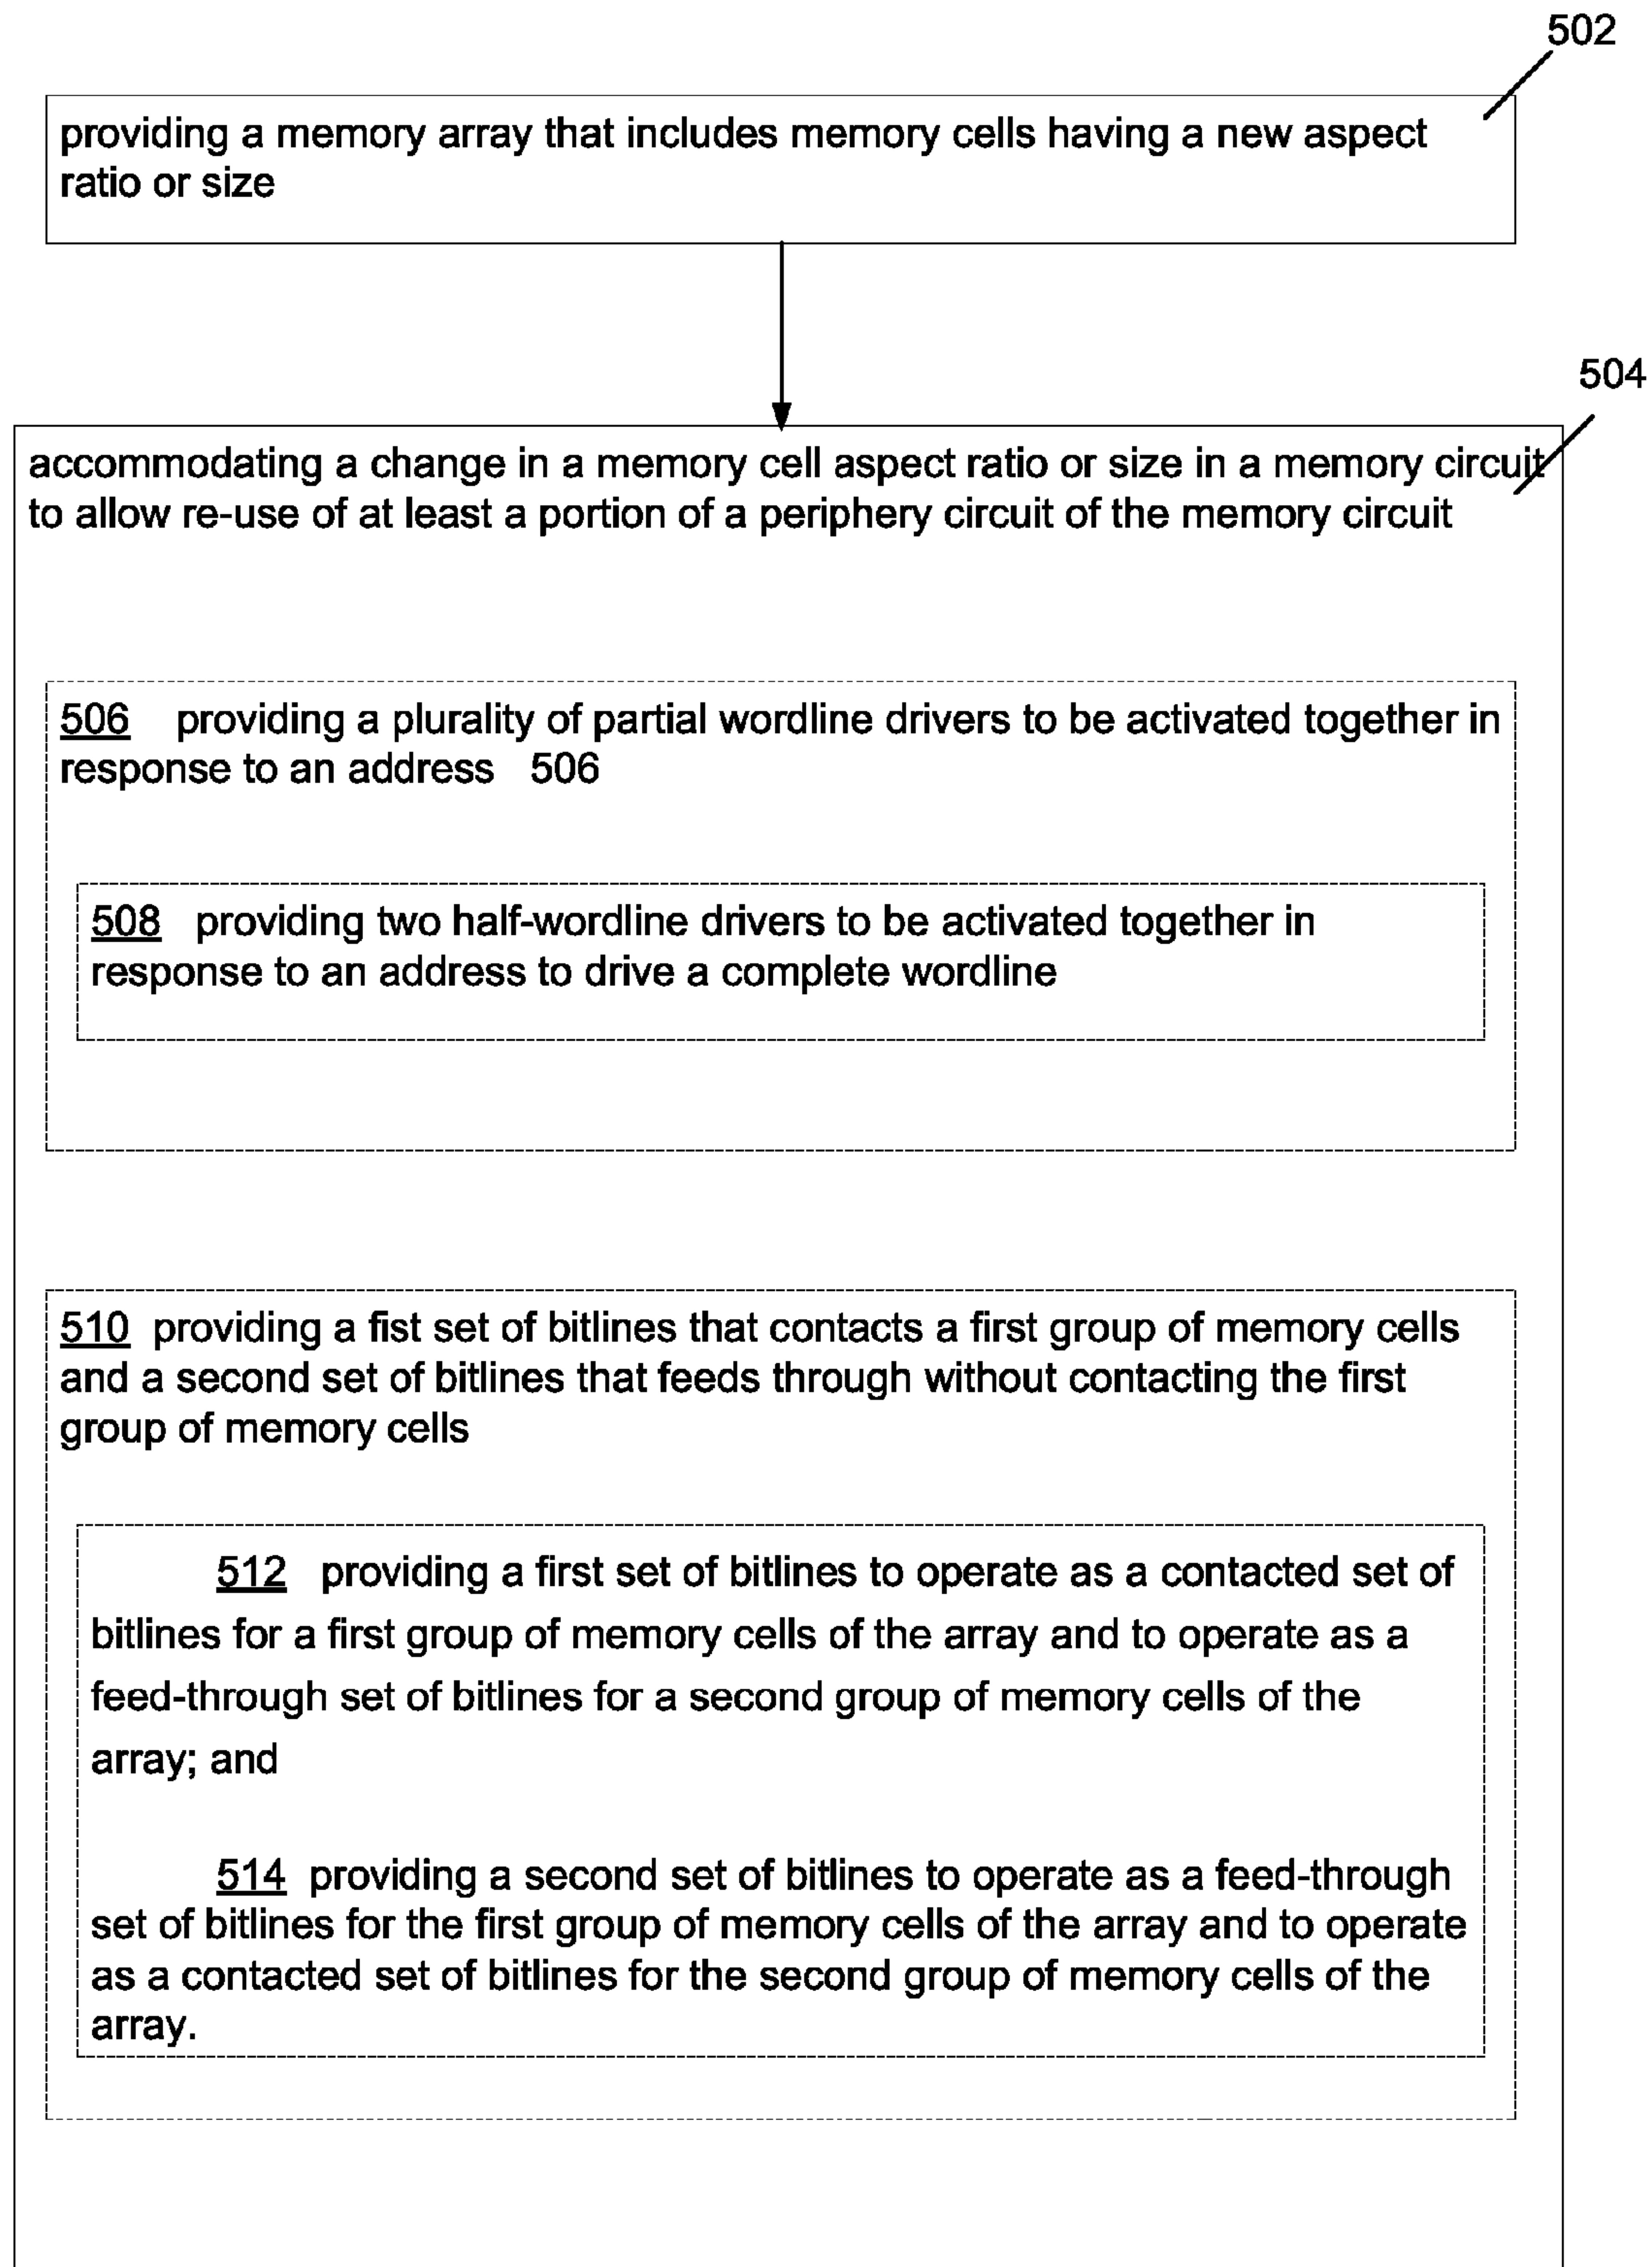 502
providing a memory array that includes memory cells having a new aspect
ratio or size
504
accommodating a change in a memory cell aspect ratio or size in a memory circuit
to allow re-use of at least a portion of a periphery circuit of the memory circuit
506 providing a plurality of partial wordline drivers to be activated together in
response to an address 506
508 providing two half-wordline drivers to be activated together in
response to an address to drive a complete wordline
510 providing a fist set of bitlines that contacts a first group of memory cells
and a second set of bitlines that feeds through without contacting the first
group of memory cells
512 providing a first set of bitlines to operate as a contacted set of
bitlines for a first group of memory cells of the array and to operate as a
feed-through set of bitlines for a second group of memory cells of the
array; and
514 providing a second set of bitlines to operate as a feed-through
set of bitlines for the first group of memory cells of the array and to operate
as a contacted set of bitlines for the second group of memory cells of the
array.